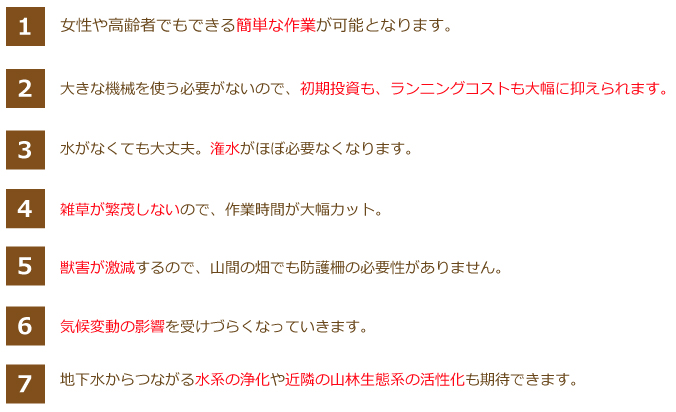 1 女性や高齢者でもできる簡単な作業が可能となります。
2 大きな機械を使う必要がないので、初期投資も、ランニングコストも大幅に抑えられます。
3 水がなくても大丈夫。潅水がほぼ必要なくなります。
4 雑草が繁茂しないので、作業時間が大幅カット。
5 獣害が激減するので、山間の畑でも防護柵の必要性がありません。
6 気候変動の影響を受けづらくなっていきます。
7 地下水からつながる水系の浄化や近隣の山林生態系の活性化も期待できます。